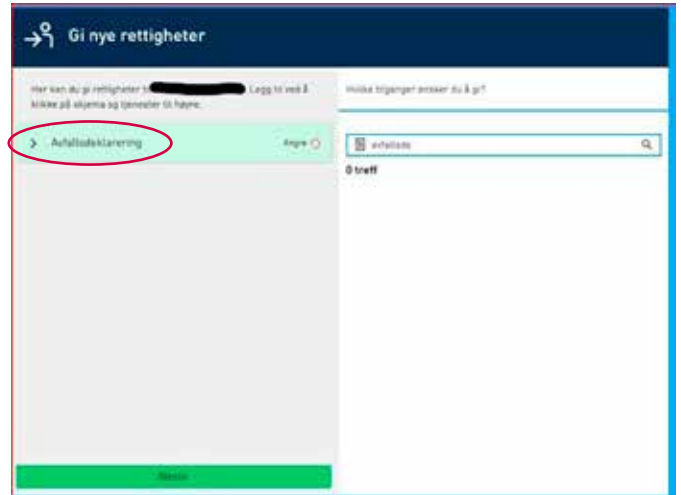 Gi nye rettigheter
Her kan du gi rettigheter til Legg til ved å
klikke på skjema og tjenester til høyre.
Hvilke tilganger ønsker du å gi?
Avfallsdeklarering
Angre
avfallsde
0 treff
Neste